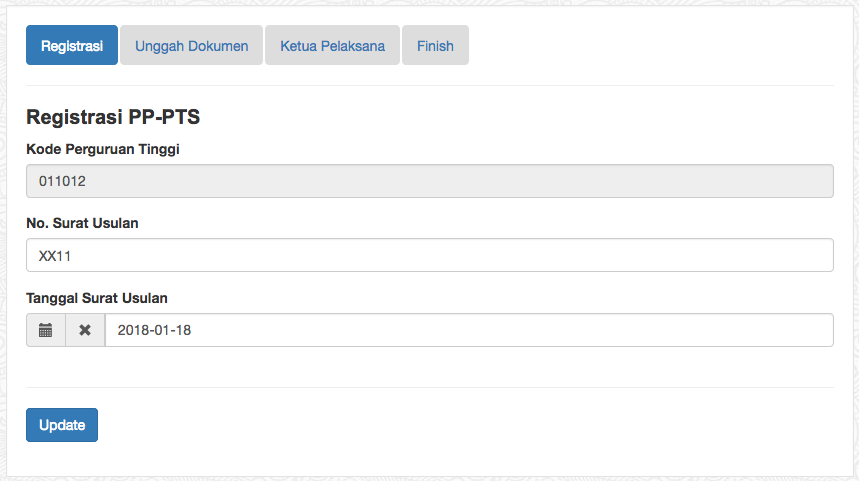 Registrasi Unggah Dokumen Ketua Pelaksana Finish
Registrasi PP-PTS
Kode Perguruan Tinggi
011012
No. Surat Usulan
XX11
Tanggal Surat Usulan
2018-01-18
Update